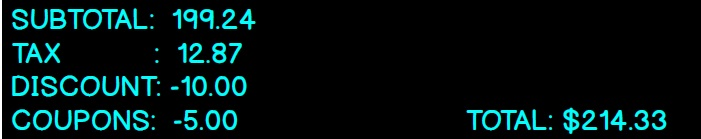 SUBTOTAL: 199.24
TAX : 12.87
DISCOUNT: -10.00
COUPONS: -5.00 TOTAL: $214.33